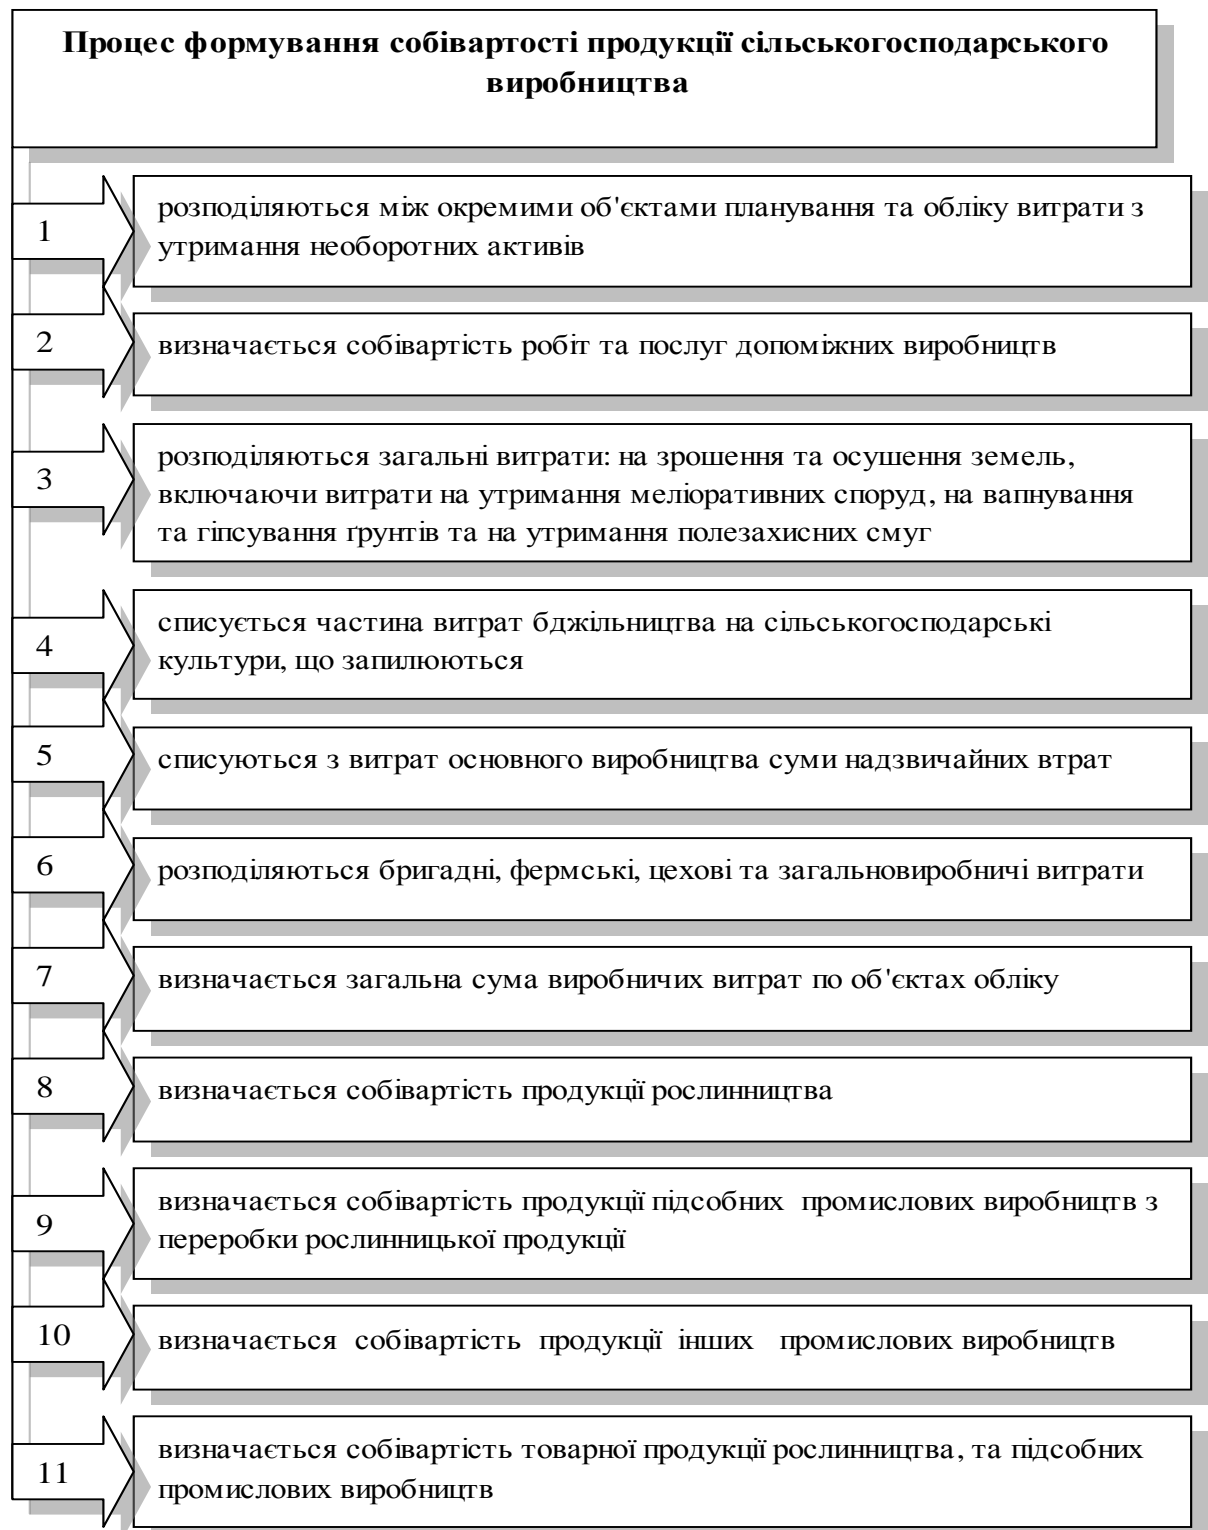 Процес формування собівартості продукції сільськогосподарського
виробництва
1
розподіляються між окремими об'єктами планування та обліку витрати з
утримання необоротних активів
2
визначається собівартість робіт та послуг допоміжних виробництв
3
розподіляються загальні витрати: на зрошення та осушення земель,
включаючи витрати на утримання меліоративних споруд, на вапнування
та гіпсування ґрунтів та на утримання полезахисних смуг
4
списується частина витрат бджільництва на сільськогосподарські
культури, що запилюються
5
списуються з витрат основного виробництва суми надзвичайних втрат
6
розподіляються бригадні, фермські, цехові та загальновиробничі витрати
7
визначається загальна сума виробничих витрат по об'єктах обліку
8
визначається собівартість продукції рослинництва
9
визначається собівартість продукції підсобних промислових виробництв з
переробки рослинницької продукції
10
визначається собівартість продукції інших промислових виробництв
11
визначається собівартість товарної продукції рослинництва, та підсобних
промислових виробництв